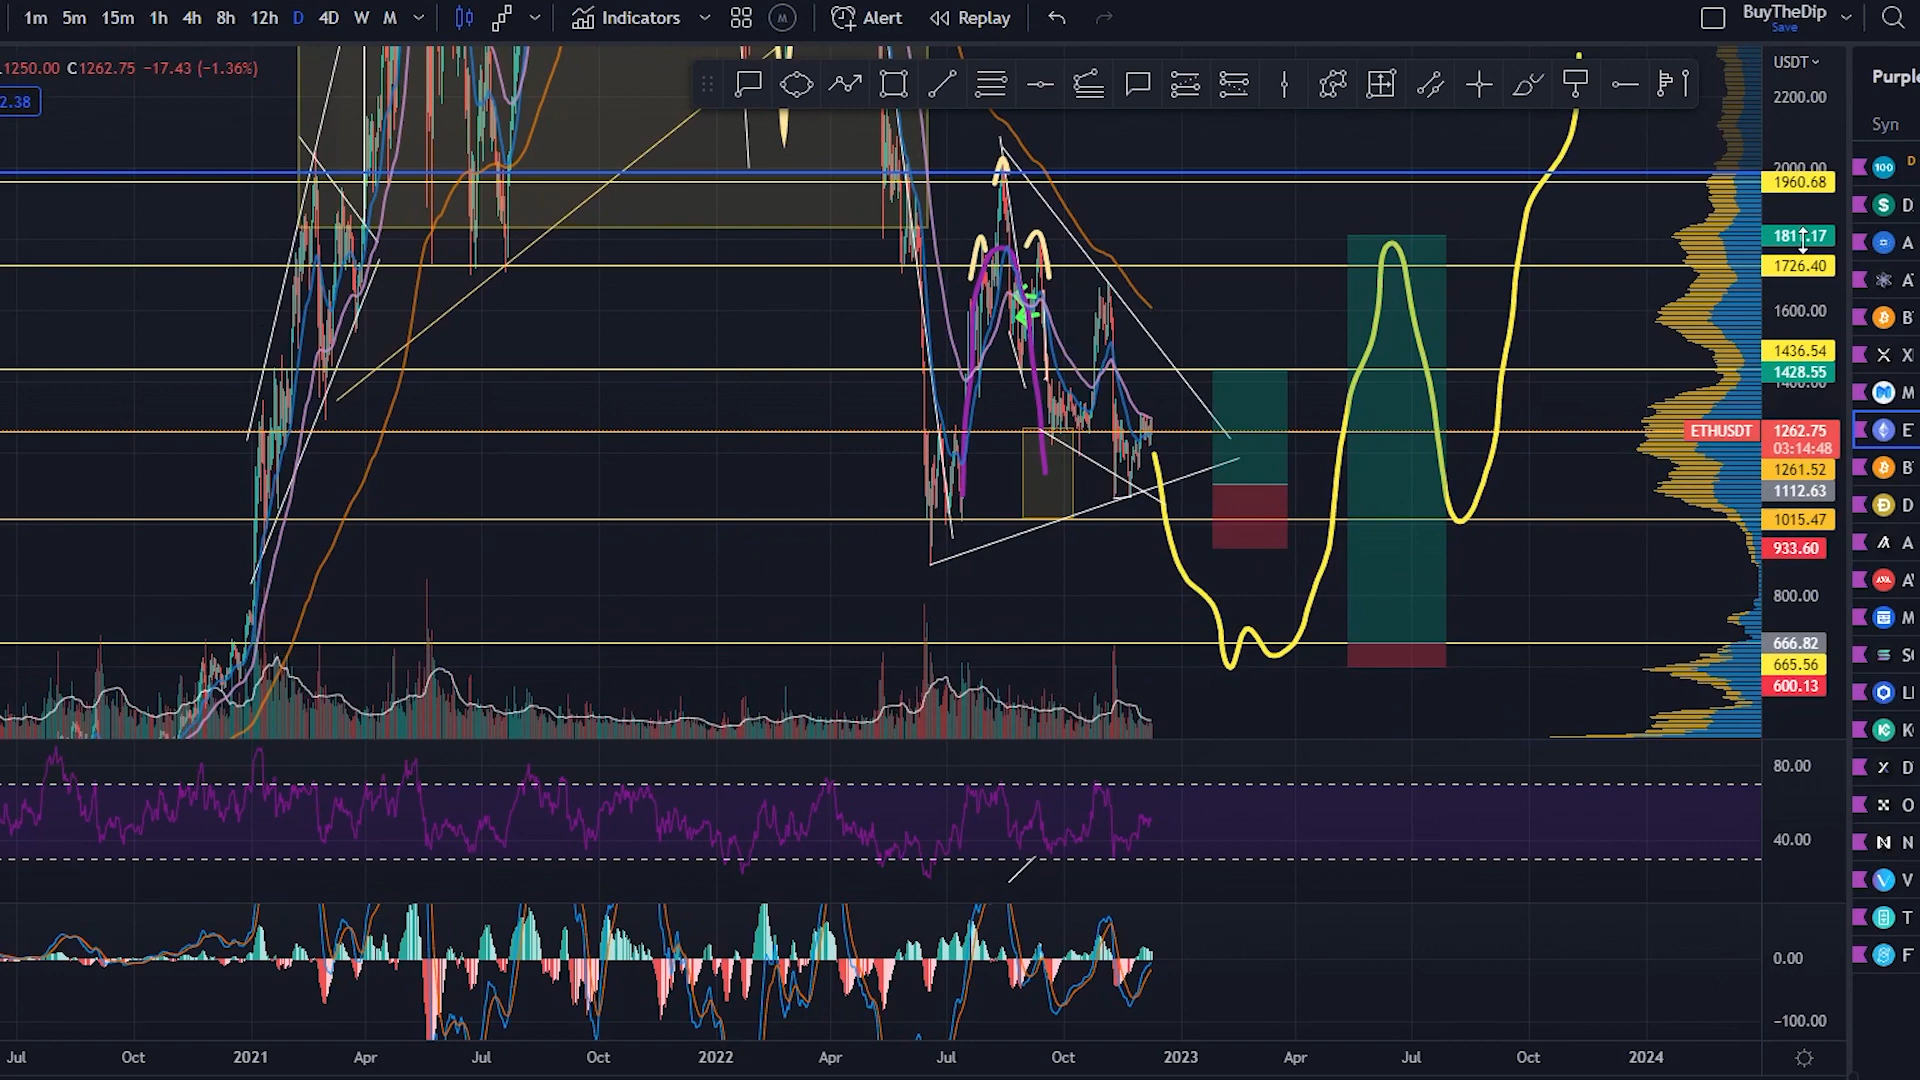 1m 5m 15m 1h 4h 8h 12h D 4D W M Indicators M Alert Replay BuyTheDip
Save
1250.00 C1262.75 −17.43 (−1.36%)
2.38
USDT
Purple
Syn
2200.00
2000.00
1960.68
1726.40
1600.00
1436.54
1428.55
1400.00
ETHUSDT 1262.75
03:14:48
1261.52
1112.63
1015.47
933.60
800.00
666.82
665.56
600.13
80.00
40.00
0.00
−100.00
100 D
D
A
A
B
X
M
E
B
D
A
A
M
S
L
K
D
O
N
V
T
F
Jul Oct 2021 Apr Jul Oct 2022 Apr Jul Oct 2023 Apr Jul Oct 2024